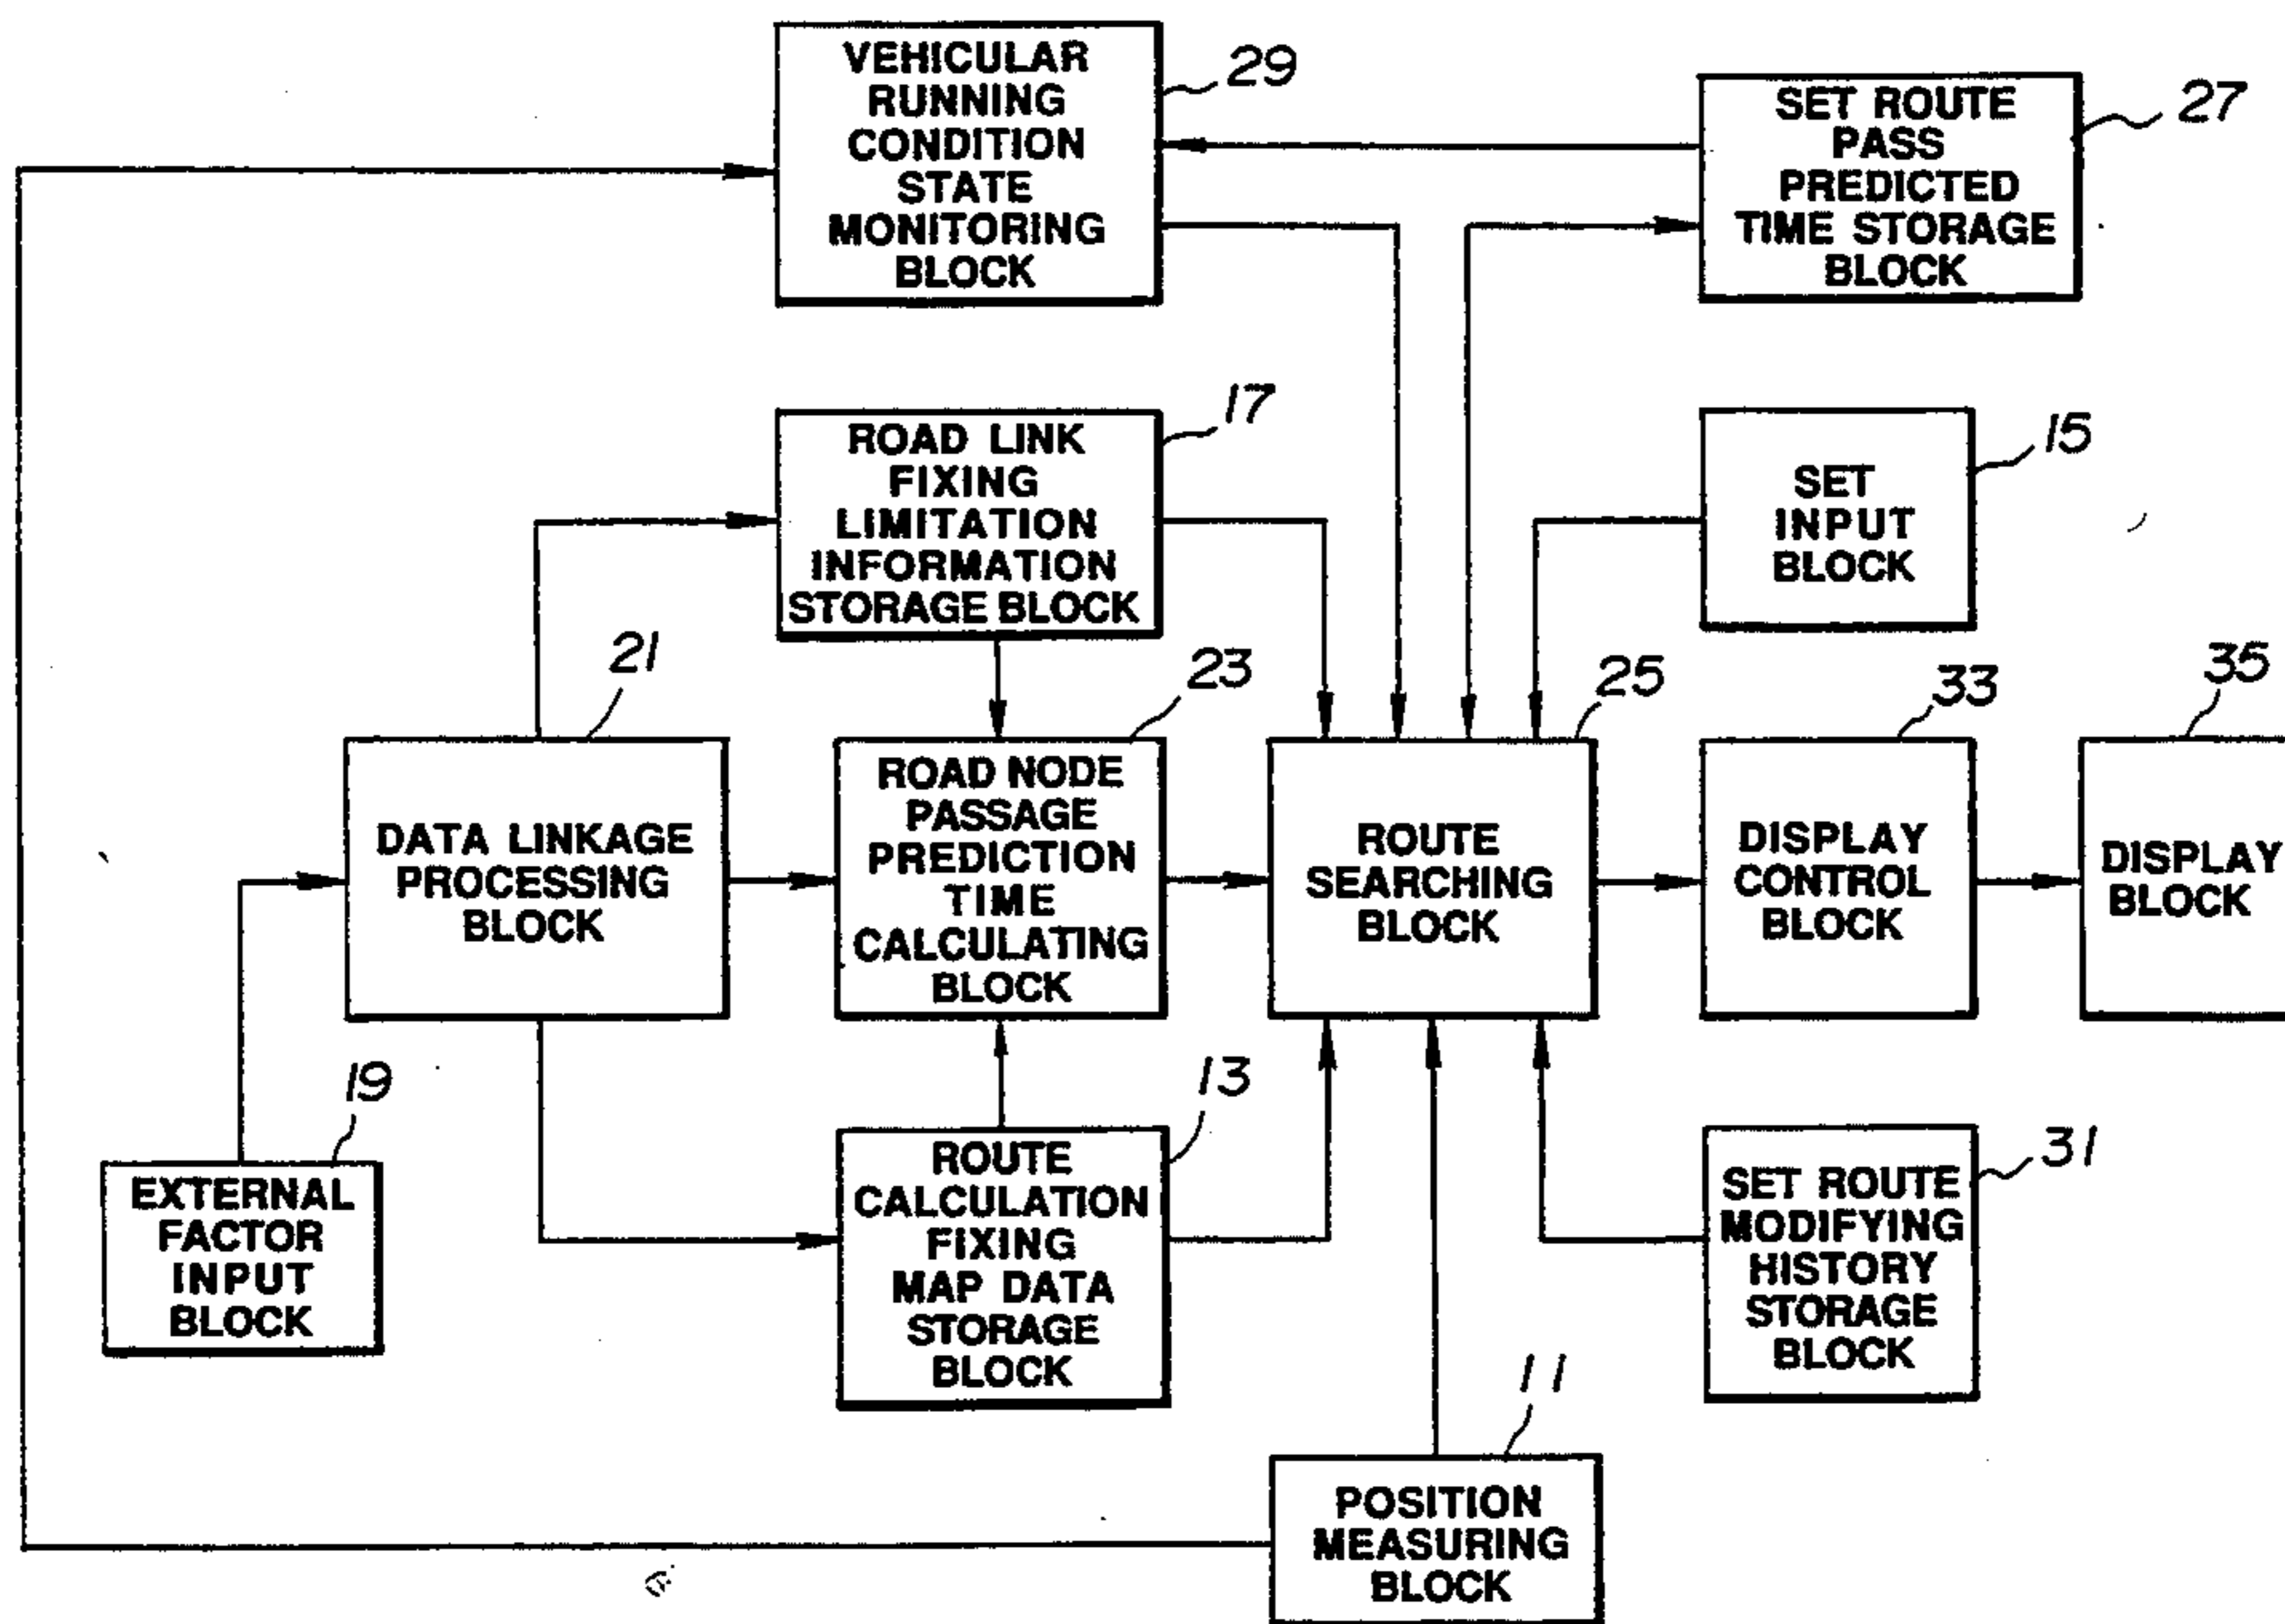 VEHICULAR
RUNNING
CONDITION
STATE
MONITORING
BLOCK
29
SET ROUTE
PASS
PREDICTED
TIME STORAGE
BLOCK
27
ROAD LINK
FIXING
LIMITATION
INFORMATION
STORAGE BLOCK
17
SET
INPUT
BLOCK
15
21
DATA LINKAGE
PROCESSING
BLOCK
23
ROAD NODE
PASSAGE
PREDICTION
TIME
CALCULATING
BLOCK
25
ROUTE
SEARCHING
BLOCK
33
DISPLAY
CONTROL
BLOCK
35
DISPLAY
BLOCK
19
EXTERNAL
FACTOR
INPUT
BLOCK
13
ROUTE
CALCULATION
FIXING
MAP DATA
STORAGE
BLOCK
31
SET ROUTE
MODIFYING
HISTORY
STORAGE
BLOCK
11
POSITION
MEASURING
BLOCK